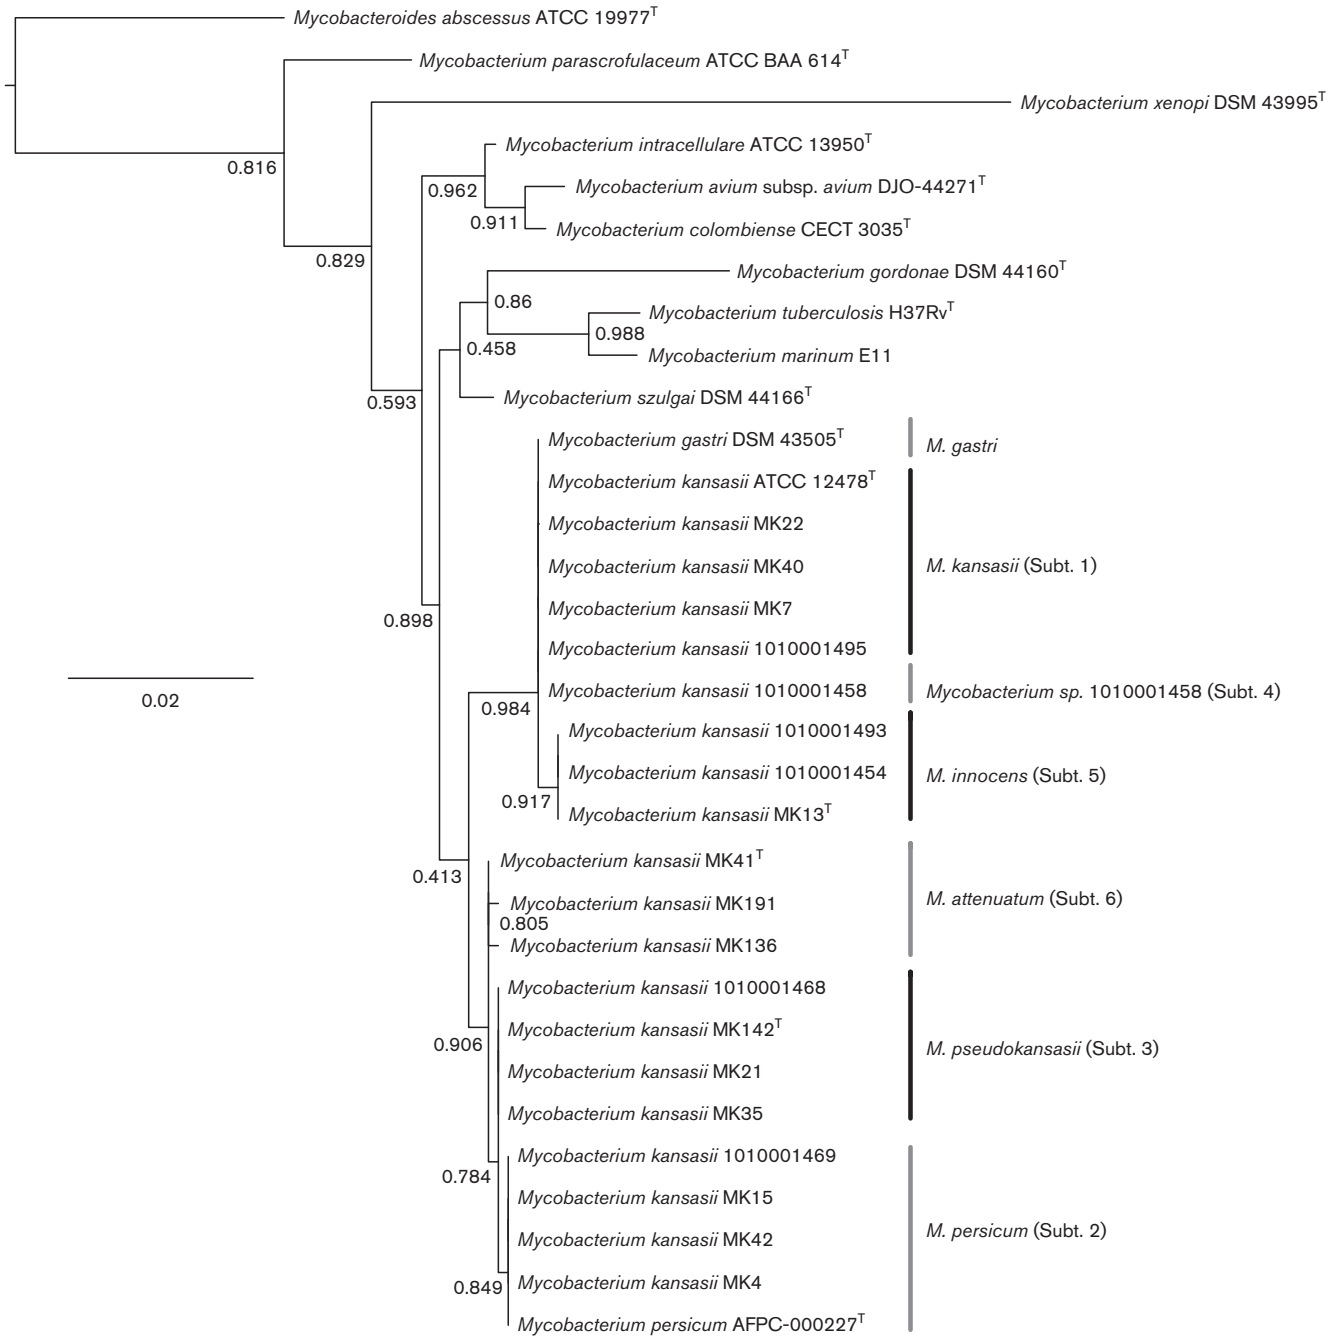 Mycobacteroides abscessus ATCC 19977ᵀ
Mycobacterium parascrofulaceum ATCC BAA 614ᵀ
Mycobacterium xenopi DSM 43995ᵀ
Mycobacterium intracellulare ATCC 13950ᵀ
0.816
0.962
Mycobacterium avium subsp. avium DJO-44271ᵀ
0.911
Mycobacterium colombiense CECT 3035ᵀ
0.829
Mycobacterium gordonae DSM 44160ᵀ
0.86
Mycobacterium tuberculosis H37Rvᵀ
0.988
0.458
Mycobacterium marinum E11
Mycobacterium szulgai DSM 44166ᵀ
0.593
Mycobacterium gastri DSM 43505ᵀ
M. gastri
Mycobacterium kansasii ATCC 12478ᵀ
Mycobacterium kansasii MK22
Mycobacterium kansasii MK40
M. kansasii (Subt. 1)
Mycobacterium kansasii MK7
0.898
Mycobacterium kansasii 1010001495
Mycobacterium kansasii 1010001458
Mycobacterium sp. 1010001458 (Subt. 4)
0.02
0.984
Mycobacterium kansasii 1010001493
Mycobacterium kansasii 1010001454
M. innocens (Subt. 5)
0.917
Mycobacterium kansasii MK13ᵀ
Mycobacterium kansasii MK41ᵀ
0.413
Mycobacterium kansasii MK191
M. attenuatum (Subt. 6)
0.805
Mycobacterium kansasii MK136
Mycobacterium kansasii 1010001468
Mycobacterium kansasii MK142ᵀ
0.906
M. pseudokansasii (Subt. 3)
Mycobacterium kansasii MK21
Mycobacterium kansasii MK35
Mycobacterium kansasii 1010001469
0.784
Mycobacterium kansasii MK15
M. persicum (Subt. 2)
Mycobacterium kansasii MK42
Mycobacterium kansasii MK4
0.849
Mycobacterium persicum AFPC-000227ᵀ